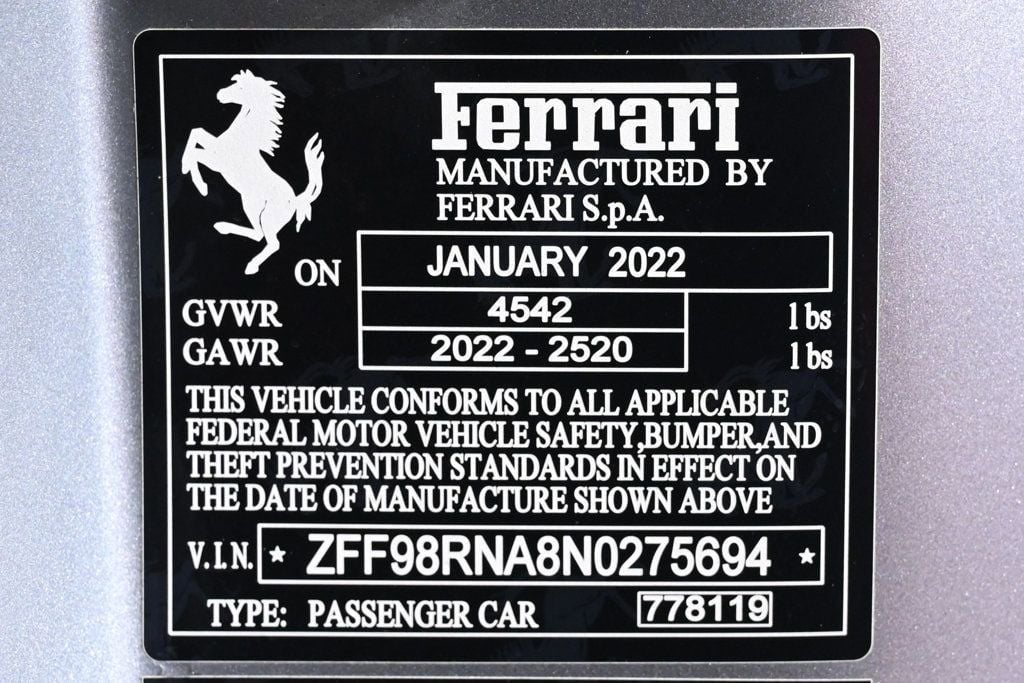 Ferrari
MANUFACTURED BY
FERRARI S.p.A.
ON JANUARY 2022
GVWR 4542 lbs
GAWR 2022 - 2520 lbs
THIS VEHICLE CONFORMS TO ALL APPLICABLE
FEDERAL MOTOR VEHICLE SAFETY,BUMPER,AND
THEFT PREVENTION STANDARDS IN EFFECT ON
THE DATE OF MANUFACTURE SHOWN ABOVE
V.I.N. ★ ZFF98RNA8N0275694 ★
TYPE: PASSENGER CAR 778119